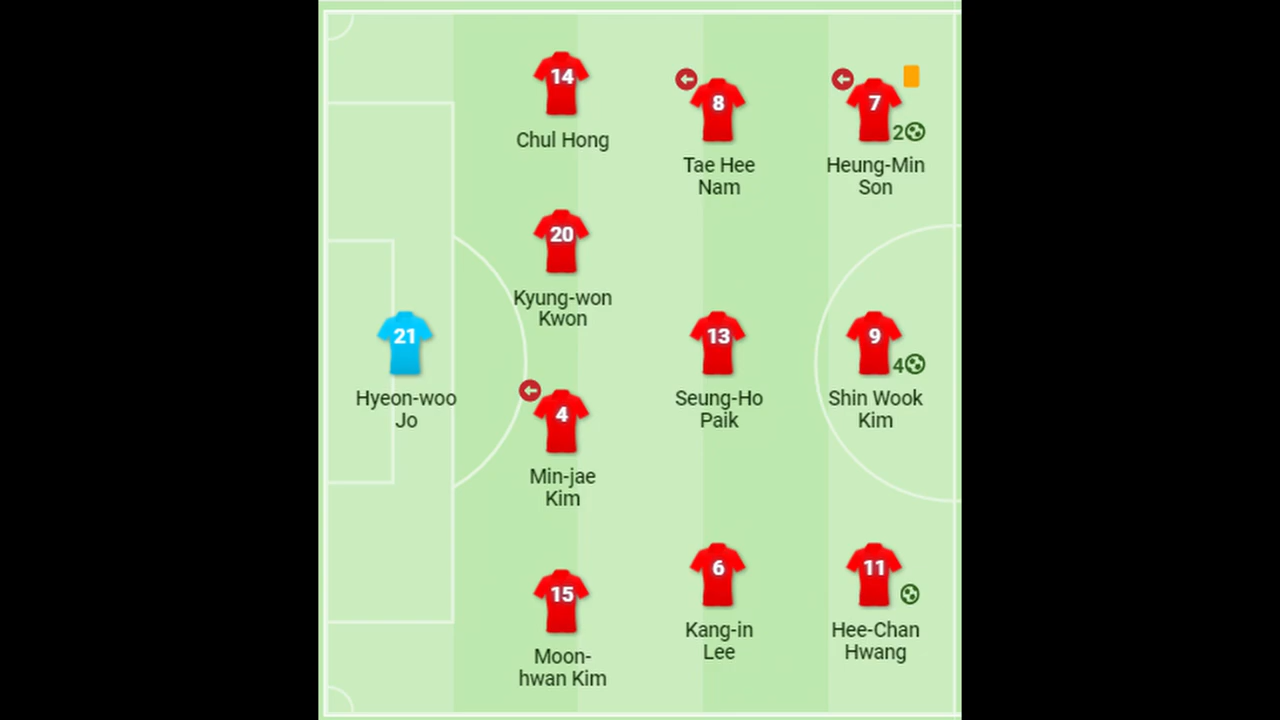 14
Chul Hong
8
Tae Hee
Nam
7
2
Heung-Min
Son
20
Kyung-won
Kwon
21
Hyeon-woo
Jo
13
Seung-Ho
Paik
9
4
Shin Wook
Kim
4
Min-jae
Kim
15
Moon-
hwan Kim
6
Kang-in
Lee
11
Hee-Chan
Hwang